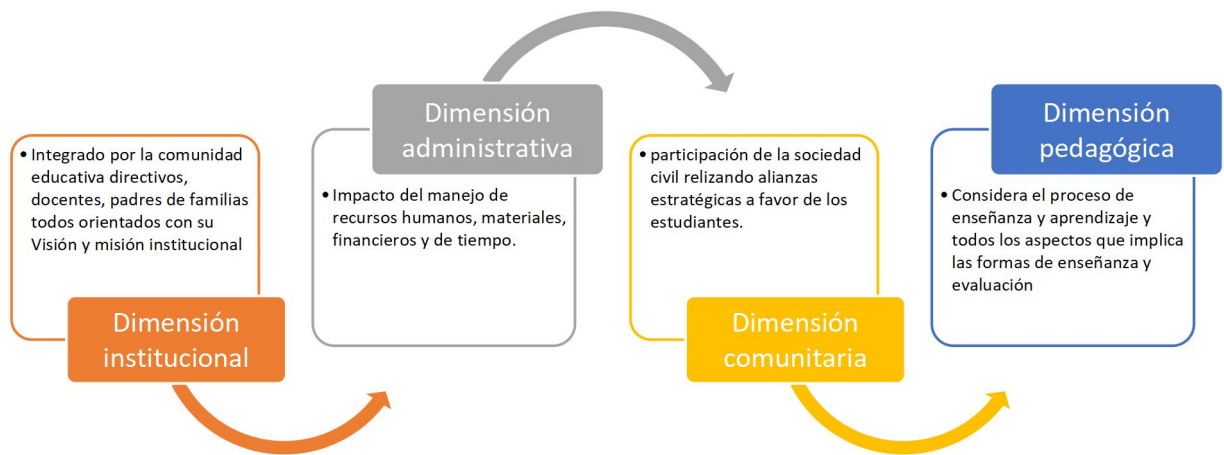 • Integrado por la comunidad
educativa directivos,
docentes, padres de familias
todos orientados con su
Visión y misión institucional
Dimensión
institucional
Dimensión
administrativa
• Impacto del manejo de
recursos humanos, materiales,
financieros y de tiempo.
• participación de la sociedad
civil relizando alianzas
estratégicas a favor de los
estudiantes.
Dimensión
comunitaria
Dimensión
pedagógica
• Considera el proceso de
enseñanza y aprendizaje y
todos los aspectos que implica
las formas de enseñanza y
evaluación